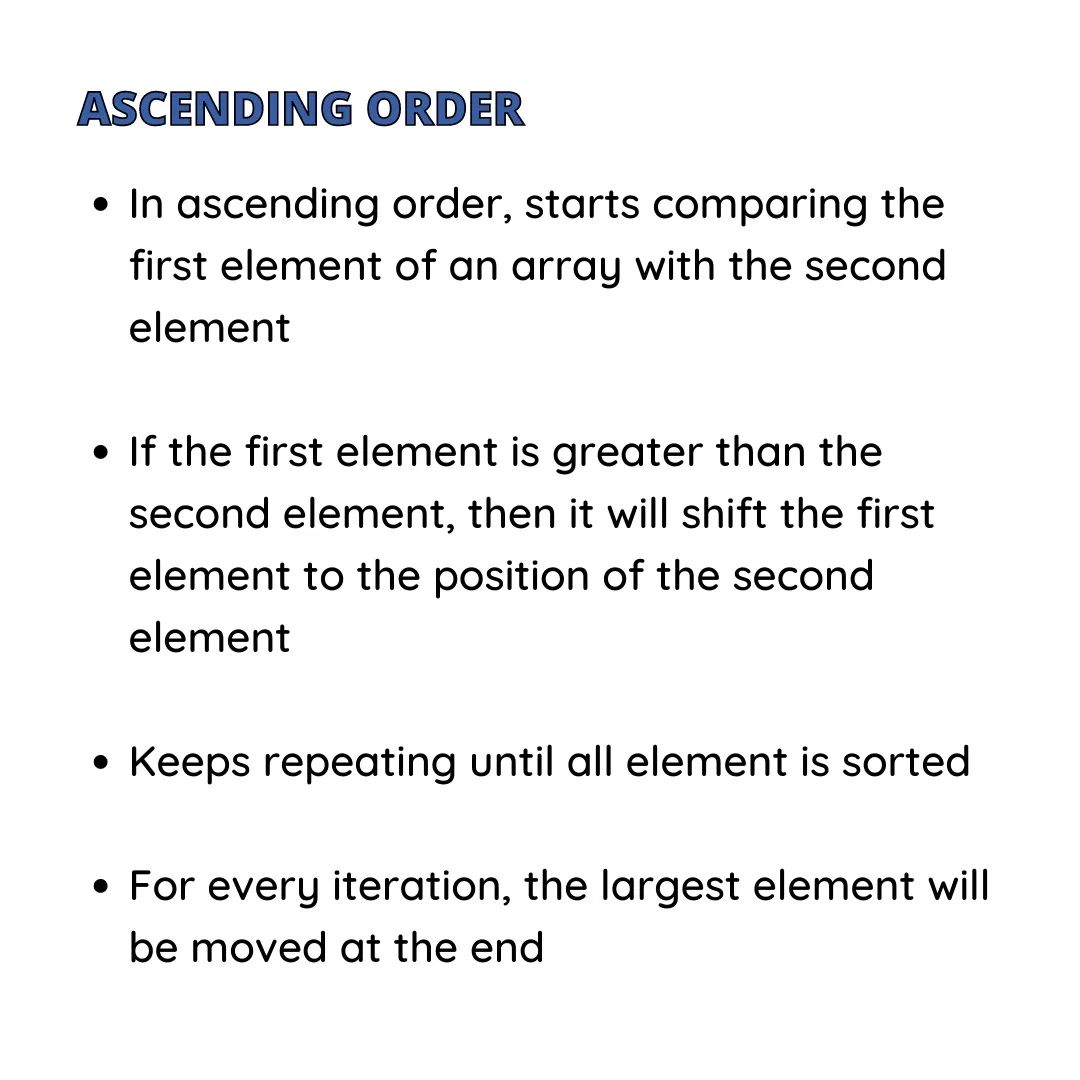 ASCENDING ORDER
• In ascending order, starts comparing the
first element of an array with the second
element
• If the first element is greater than the
second element, then it will shift the first
element to the position of the second
element
• Keeps repeating until all element is sorted
• For every iteration, the largest element will
be moved at the end